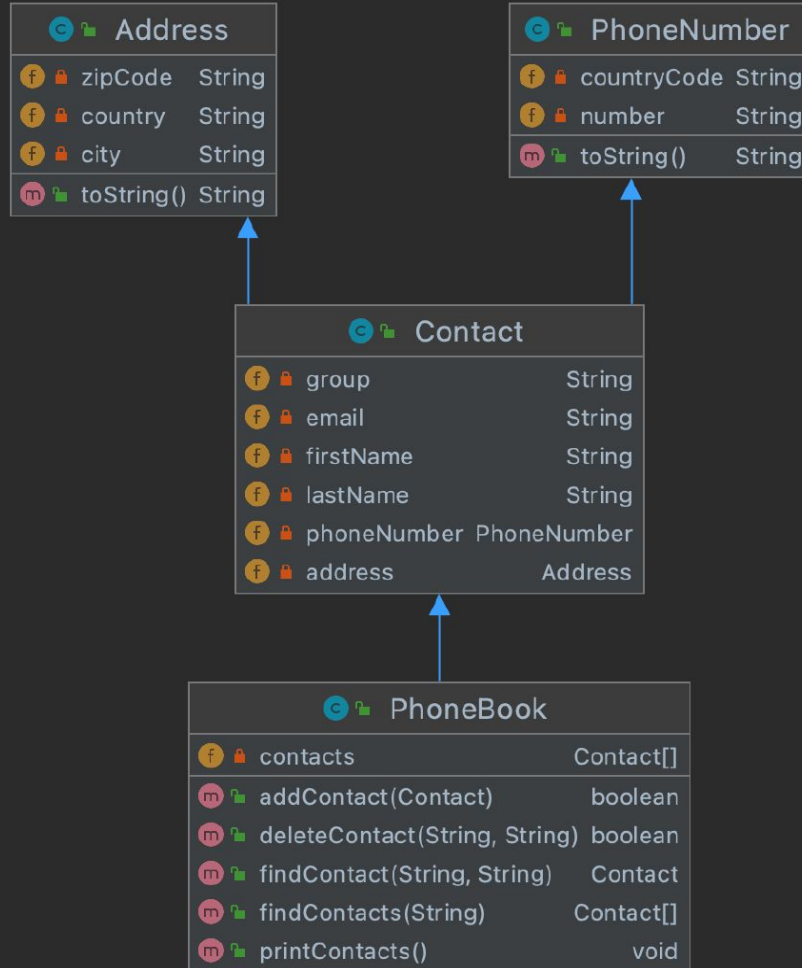 Address
zipCode String
country String
city String
toString() String
PhoneNumber
countryCode String
number String
toString() String
Contact
group String
email String
firstName String
lastName String
phoneNumber PhoneNumber
address Address
PhoneBook
contacts Contact[]
addContact(Contact) boolean
deleteContact(String, String) boolean
findContact(String, String) Contact
findContacts(String) Contact[]
printContacts() void